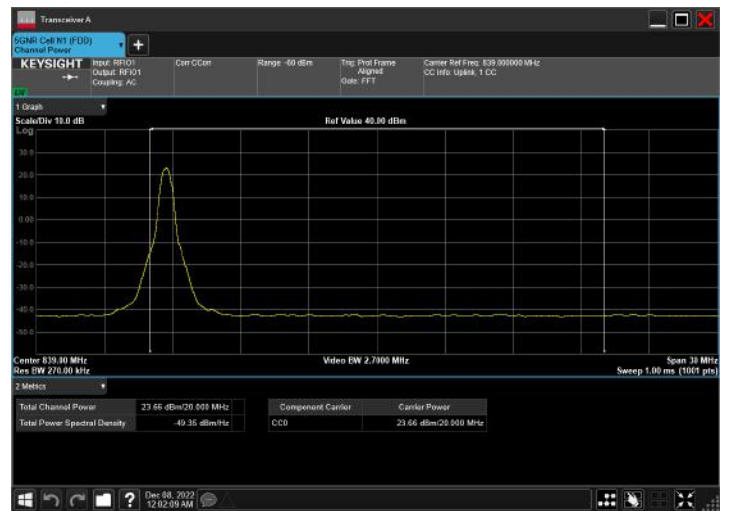 Transceiver A
5GNR Cell N1 (FDD)
Channel Power
KEYSIGHT
Input: RFIO1
Output: RFIO1
Coupling: AC
Corr CCorr
Range -60 dBm
Trig: Prot Frame
Aligned
Gate: FFT
Carrier Ref Freq: 839.000000 MHz
CC Info: Uplink, 1 CC
1 Graph
Scale/Div 10.0 dB
Ref Value 40.00 dBm
Log
30.0
20.0
10.0
0.00
-10.0
-20.0
-30.0
-40.0
-50.0
Center 839.00 MHz
Video BW 2.7000 MHz
Span 30 MHz
Res BW 270.00 kHz
Sweep 1.00 ms (1001 pts)
2 Metrics
Total Channel Power 23.66 dBm/20.000 MHz
Total Power Spectral Density -49.35 dBm/Hz
Component Carrier Carrier Power
CC0 23.66 dBm/20.000 MHz
?
Dec 08, 2022
12:02:09 AM